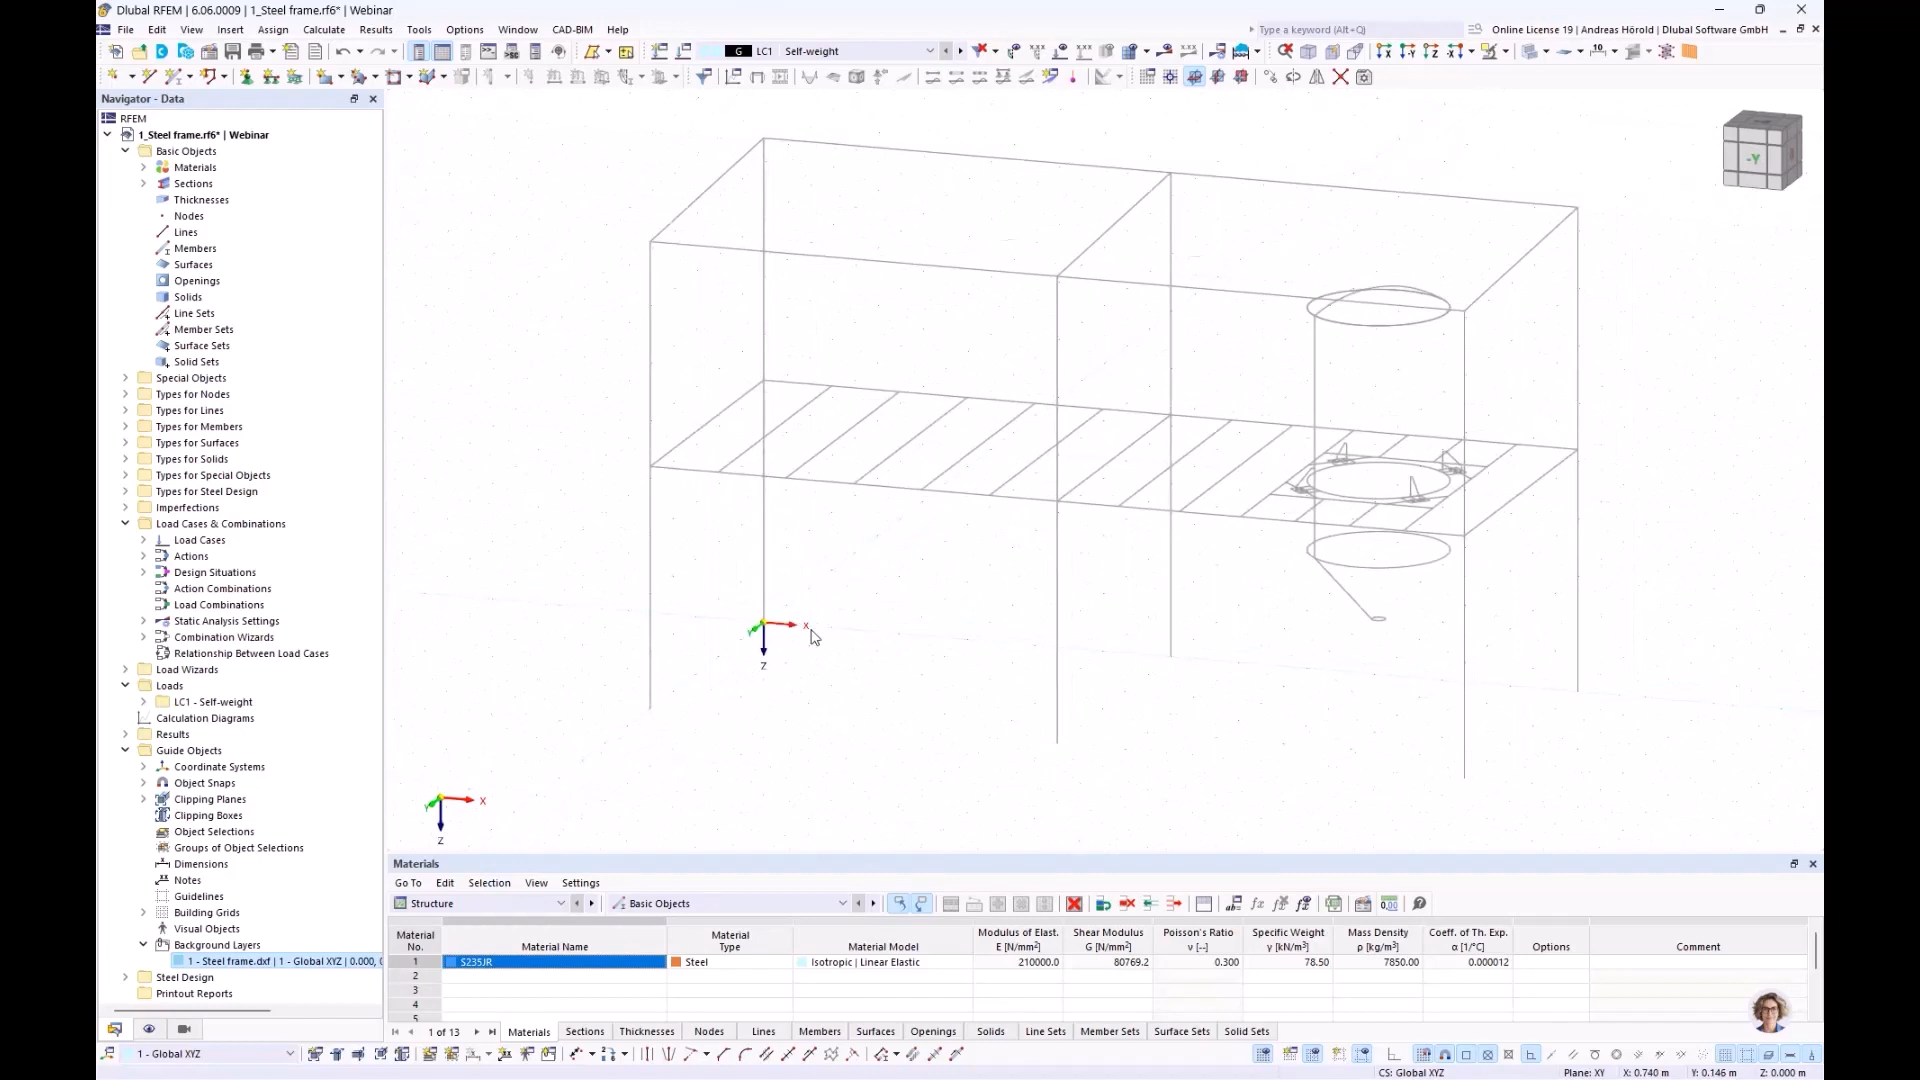 Dlubal RFEM | 6.06.0009 | 1_Steel frame.rf6* | Webinar
File Edit View Insert Assign Calculate Results Tools Options Window CAD-BIM Help
Type a keyword (Alt+Q)
Online License 19 | Andreas Hörold | Dlubal Software GmbH
G LC1 Self-weight
Navigator - Data
RFEM
1_Steel frame.rf6* | Webinar
Basic Objects
Materials
Sections
Thicknesses
Nodes
Lines
Members
Surfaces
Openings
Solids
Line Sets
Member Sets
Surface Sets
Solid Sets
Special Objects
Types for Nodes
Types for Lines
Types for Members
Types for Surfaces
Types for Solids
Types for Special Objects
Types for Steel Design
Imperfections
Load Cases & Combinations
Load Cases
Actions
Design Situations
Action Combinations
Load Combinations
Static Analysis Settings
Combination Wizards
Relationship Between Load Cases
Load Wizards
Loads
LC1 - Self-weight
Calculation Diagrams
Results
Guide Objects
Coordinate Systems
Object Snaps
Clipping Planes
Clipping Boxes
Object Selections
Groups of Object Selections
Dimensions
Notes
Guidelines
Building Grids
Visual Objects
Background Layers
1 - Steel frame.dxf | 1 - Global XYZ | 0.000, 0
Steel Design
Printout Reports
-Y
X
Y
Z
X
Y
Z
Materials
Go To Edit Selection View Settings
Structure Basic Objects
Material No. Material Name Material Type Material Model Modulus of Elast. E [N/mm²] Shear Modulus G [N/mm²] Poisson's Ratio ν [--] Specific Weight γ [kN/m³] Mass Density ρ [kg/m³] Coeff. of Th. Exp. α [1/°C] Options Comment
1 S235JR Steel Isotropic | Linear Elastic 210000.0 80769.2 0.300 78.50 7850.00 0.000012
2
3
4
5
1 of 13 Materials Sections Thicknesses Nodes Lines Members Surfaces Openings Solids Line Sets Member Sets Surface Sets Solid Sets
1 - Global XYZ
CS: Global XYZ Plane: XY X: 0.740 m Y: 0.146 m Z: 0.000 m